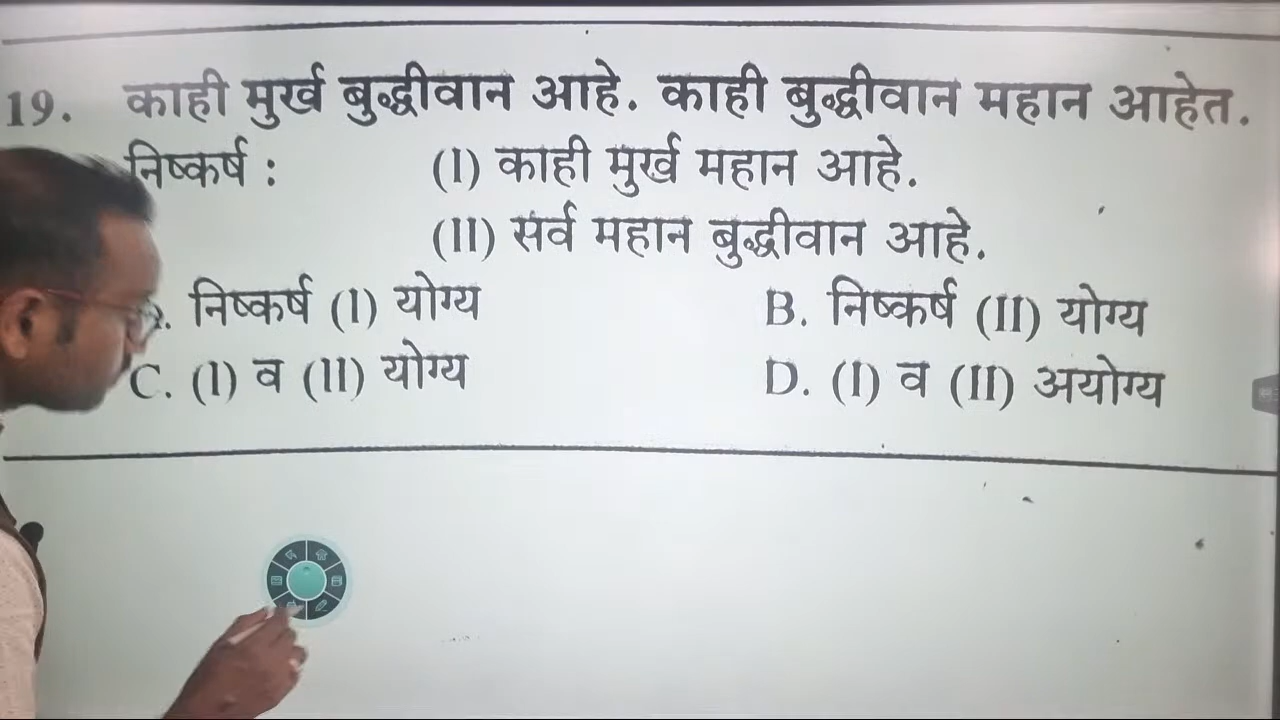 19. काही मुर्ख बुद्धीवान आहे. काही बुद्धीवान महान आहेत.
निष्कर्ष : (I) काही मुर्ख महान आहे.
(II) सर्व महान बुद्धीवान आहे.
निष्कर्ष (I) योग्य B. निष्कर्ष (II) योग्य
C. (I) व (II) योग्य D. (I) व (II) अयोग्य